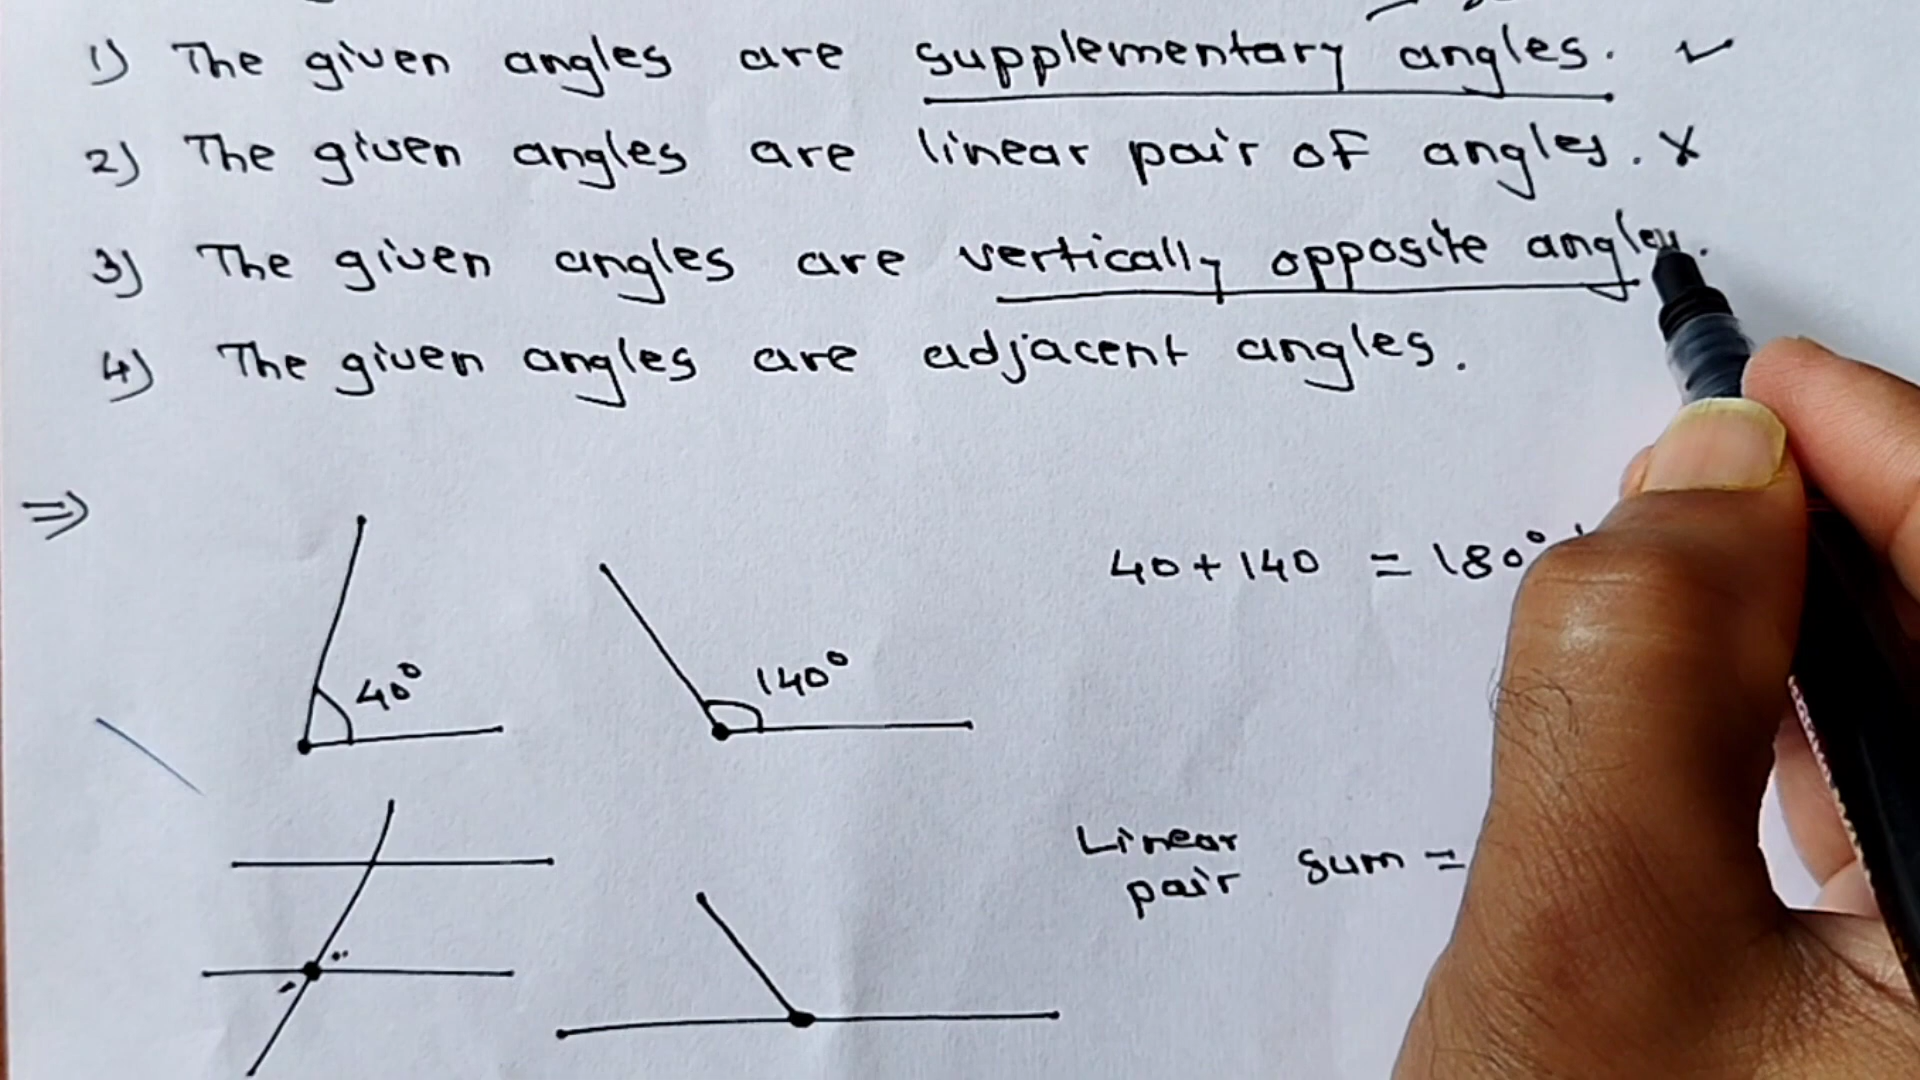 1) The given angles are supplementary angles. ✓
2) The given angles are linear pair of angles. ×
3) The given angles are vertically opposite angles.
4) The given angles are adjacent angles.
⇒
40°
140°
40 + 140 = 180°
Linear
pair sum =